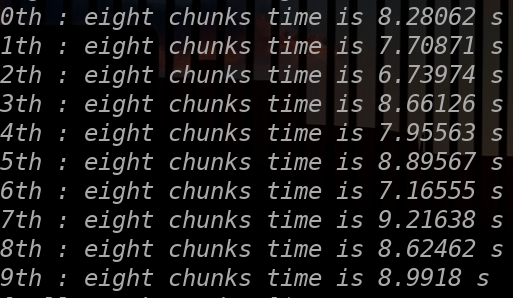 0th : eight chunks time is 8.28062 s
1th : eight chunks time is 7.70871 s
2th : eight chunks time is 6.73974 s
3th : eight chunks time is 8.66126 s
4th : eight chunks time is 7.95563 s
5th : eight chunks time is 8.89567 s
6th : eight chunks time is 7.16555 s
7th : eight chunks time is 9.21638 s
8th : eight chunks time is 8.62462 s
9th : eight chunks time is 8.9918 s